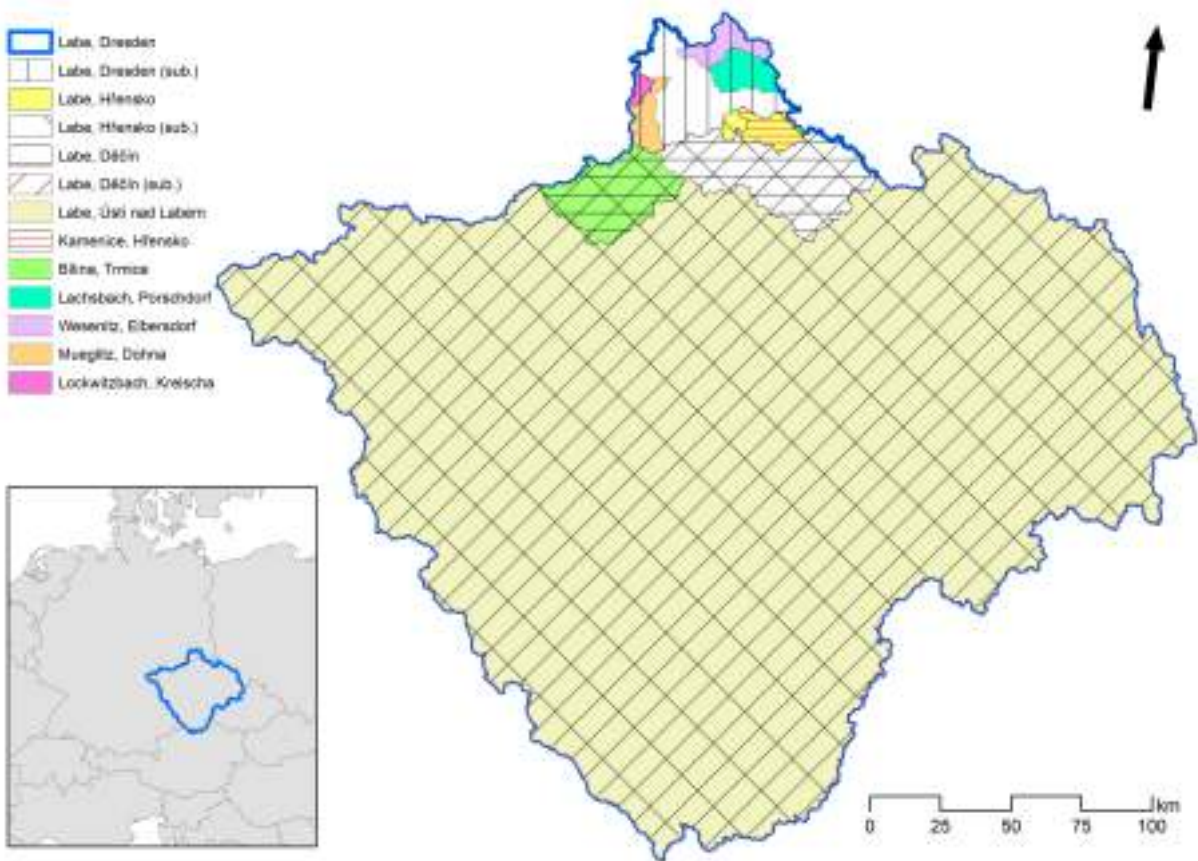 Labe, Dresden
Labe, Dresden (sub.)
Labe, Hřensko
Labe, Hřensko (sub.)
Labe, Děčín
Labe, Děčín (sub.)
Labe, Ústí nad Labem
Kamenice, Hřensko
Bílina, Trmice
Lachsbach, Porschdorf
Wesenitz, Elbersdorf
Mueglitz, Dohna
Lockwitzbach, Kreischa
km
0 25 50 75 100